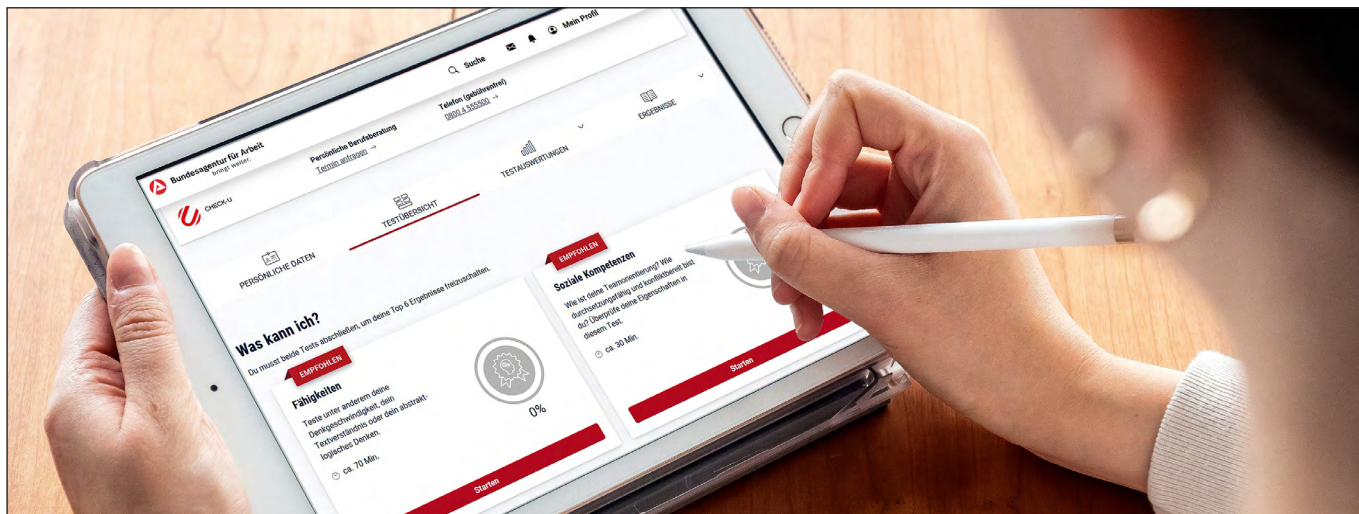 Suche
Mein Profil
Bundesagentur für Arbeit
bringt weiter.
Persönliche Berufsberatung
Termin anfragen →
Telefon (gebührenfrei)
0800 4 555500 →
CHECK-U
PERSÖNLICHE DATEN
TESTÜBERSICHT
TESTAUSWERTUNGEN
ERGEBNISSE
Was kann ich?
Du musst beide Tests abschließen, um deine Top 6 Ergebnisse freizuschalten.
EMPFOHLEN
Fähigkeiten
Teste unter anderem deine
Denkgeschwindigkeit, dein
Textverständnis oder dein abstrakt-
logisches Denken.
ca. 70 Min.
0%
Starten
EMPFOHLEN
Soziale Kompetenzen
Wie ist deine Teamorientierung? Wie
durchsetzungsfähig und konfliktbereit bist
du? Überprüfe deine Eigenschaften in
diesem Test.
ca. 30 Min.
Starten